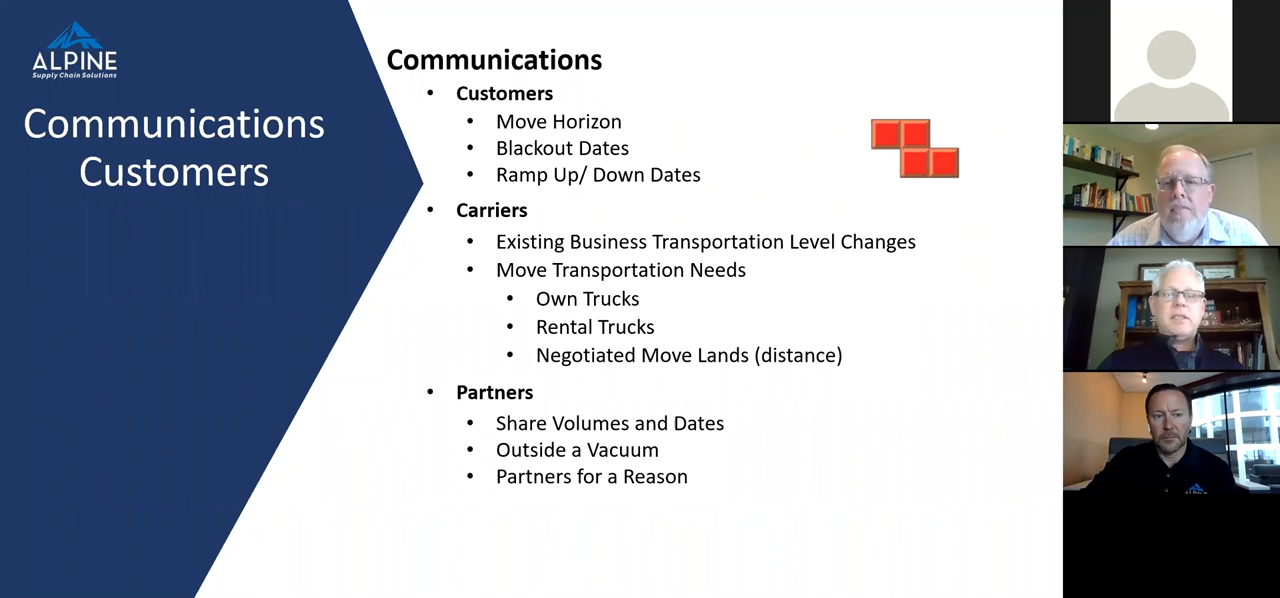 ALPINE
Supply Chain Solutions
Communications
Customers
Communications
• Customers
• Move Horizon
• Blackout Dates
• Ramp Up/ Down Dates
• Carriers
• Existing Business Transportation Level Changes
• Move Transportation Needs
• Own Trucks
• Rental Trucks
• Negotiated Move Lands (distance)
• Partners
• Share Volumes and Dates
• Outside a Vacuum
• Partners for a Reason
ALPINE